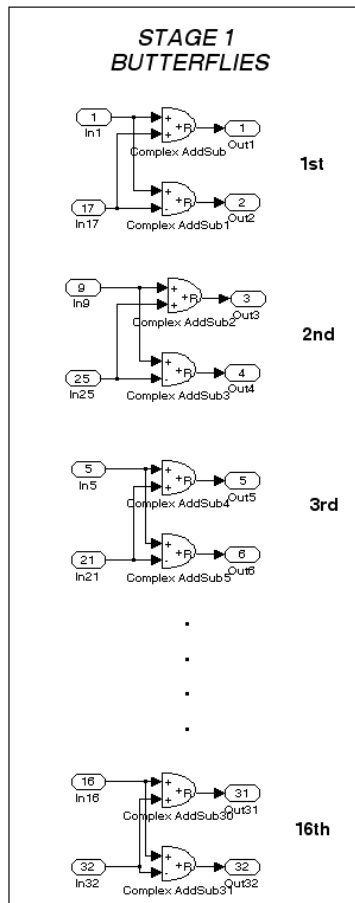 STAGE 1
BUTTERFLIES
1
In1
+
+
+R
1
Out1
Complex AddSub
1st
17
In17
+
-
+R
2
Out2
Complex AddSub1
9
In9
+
+
+R
3
Out3
Complex AddSub2
2nd
25
In25
+
-
+R
4
Out4
Complex AddSub3
5
In5
+
+
+R
5
Out5
Complex AddSub4
3rd
21
In21
+
-
+R
6
Out6
Complex AddSub5
.
.
.
.
16
In16
+
+
+R
31
Out31
Complex AddSub30
16th
32
In32
+
-
+R
32
Out32
Complex AddSub31